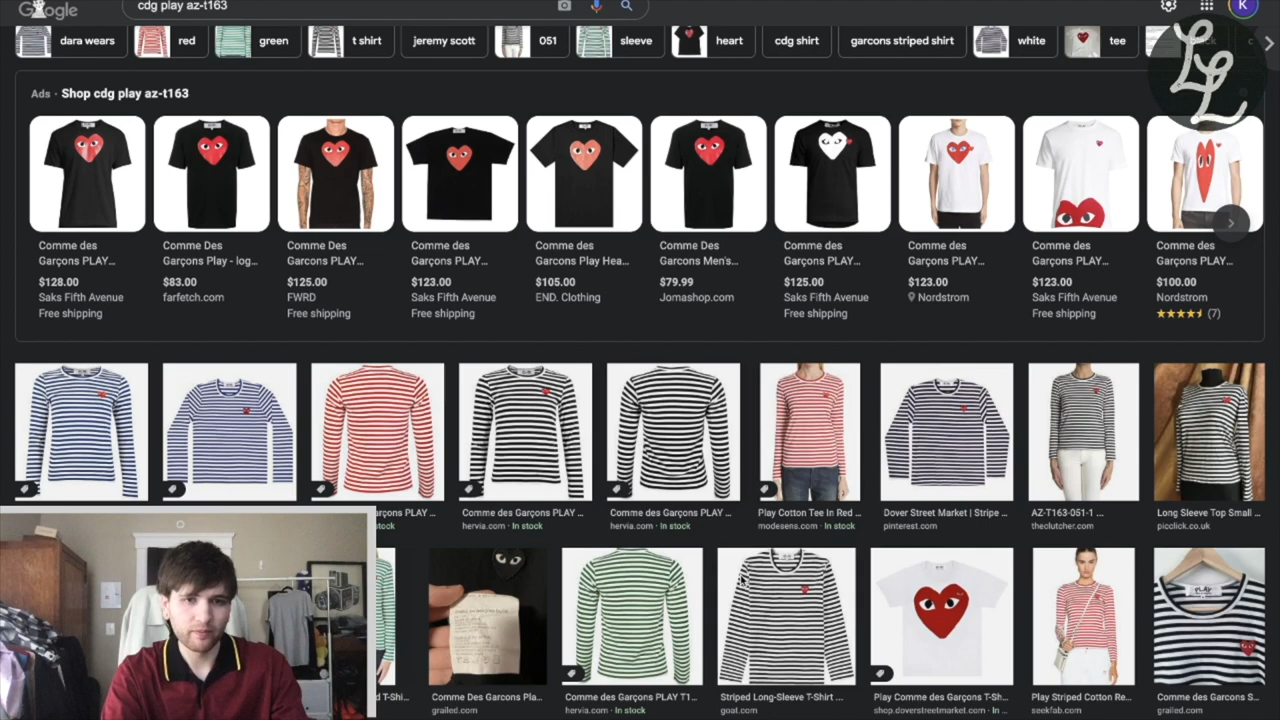 Google
cdg play az-t163
K
dara wears
red
green
t shirt
jeremy scott
051
sleeve
heart
cdg shirt
garcons striped shirt
white
tee
LL
Ads · Shop cdg play az-t163
Comme des
Garçons PLAY...
$128.00
Saks Fifth Avenue
Free shipping
Comme Des
Garçons Play - log...
$83.00
farfetch.com
Comme Des
Garcons PLAY...
$125.00
FWRD
Free shipping
Comme des
Garçons PLAY...
$123.00
Saks Fifth Avenue
Free shipping
Comme des
Garçons Play Hea...
$105.00
END. Clothing
Comme Des
Garcons Men's...
$79.99
Jomashop.com
Comme des
Garçons PLAY...
$125.00
Saks Fifth Avenue
Free shipping
Comme des
Garçons PLAY...
$123.00
Nordstrom
Comme des
Garçons PLAY...
$123.00
Saks Fifth Avenue
Free shipping
Comme des
Garçons PLAY...
$100.00
Nordstrom
(7)
stock
Comme des Garçons PLAY ...
hervia.com · In stock
Comme des Garçons PLAY ...
hervia.com · In stock
Play Cotton Tee In Red ...
modesens.com · In stock
Dover Street Market | Stripe ...
pinterest.com
AZ-T163-051-1 ...
theclutcher.com
Long Sleeve Top Small ...
picclick.co.uk
d T-Shi...
Comme Des Garcons Pla...
grailed.com
Comme des Garçons PLAY T1...
hervia.com · In stock
Striped Long-Sleeve T-Shirt ...
goat.com
Play Comme des Garçons T-Sh...
shop.doverstreetmarket.com · In ...
Play Striped Cotton Re...
seekfab.com
PLAY
Comme des Garcons S...
grailed.com